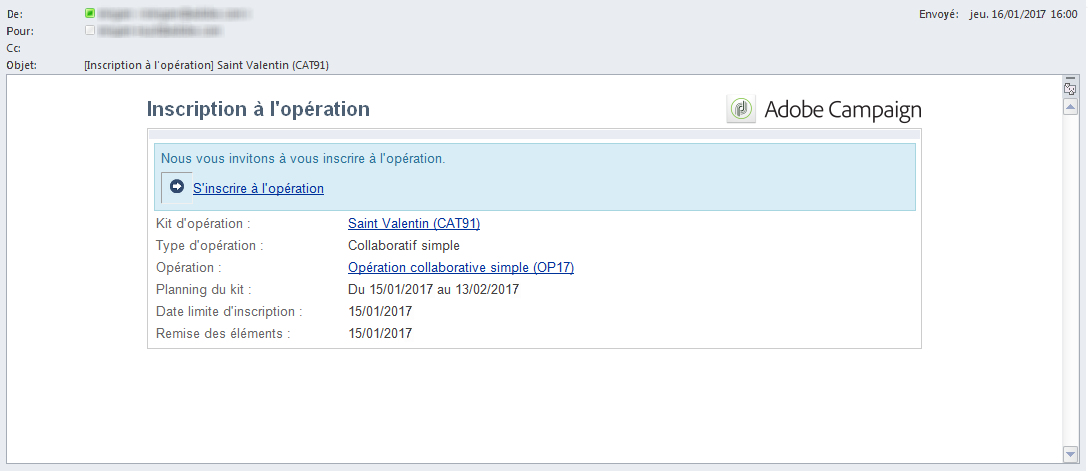 De:
Envoyé: jeu. 16/01/2017 16:00
Pour:
Cc:
Objet: [Inscription à l'opération] Saint Valentin (CAT91)
Inscription à l'opération
Adobe Campaign
Nous vous invitons à vous inscrire à l'opération.
S'inscrire à l'opération
Kit d'opération : Saint Valentin (CAT91)
Type d'opération : Collaboratif simple
Opération : Opération collaborative simple (OP17)
Planning du kit : Du 15/01/2017 au 13/02/2017
Date limite d'inscription : 15/01/2017
Remise des éléments : 15/01/2017